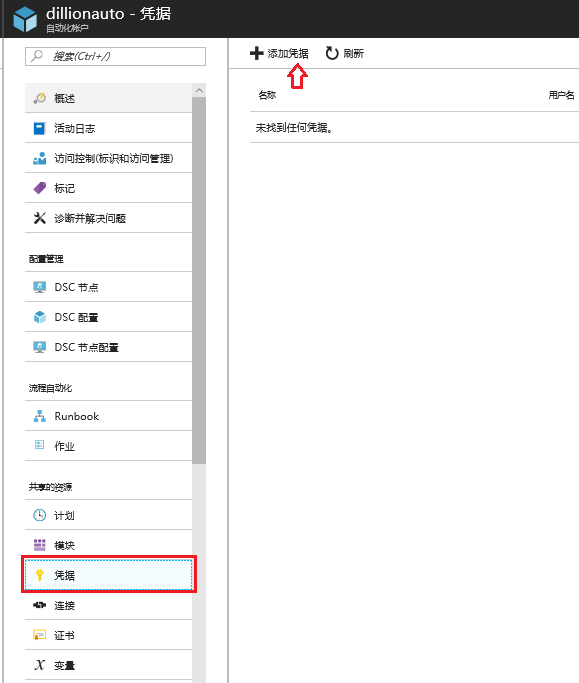 dillionauto - 凭据
自动化帐户
搜索(Ctrl+/)
概述
活动日志
访问控制(标识和访问管理)
标记
诊断并解决问题
配置管理
DSC 节点
DSC 配置
DSC 节点配置
流程自动化
Runbook
作业
共享的资源
计划
模块
凭据
连接
证书
变量
添加凭据
刷新
名称
用户名
未找到任何凭据。